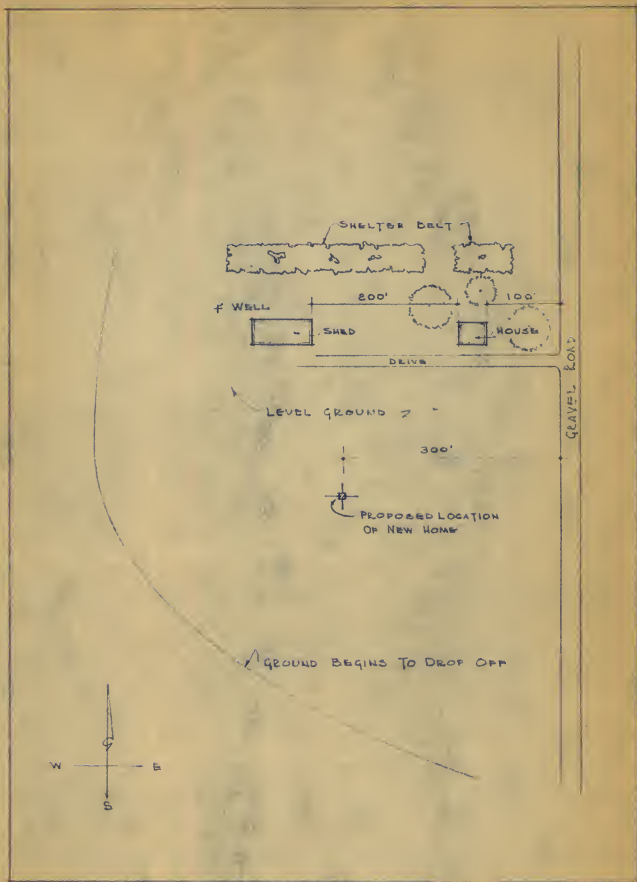 SHELTER BELT
200'
100'
WELL
SHED
HOUSE
DRIVE
GRAVEL ROAD
LEVEL GROUND
300'
PROPOSED LOCATION
OF NEW HOME
GROUND BEGINS TO DROP OFF
W E
S